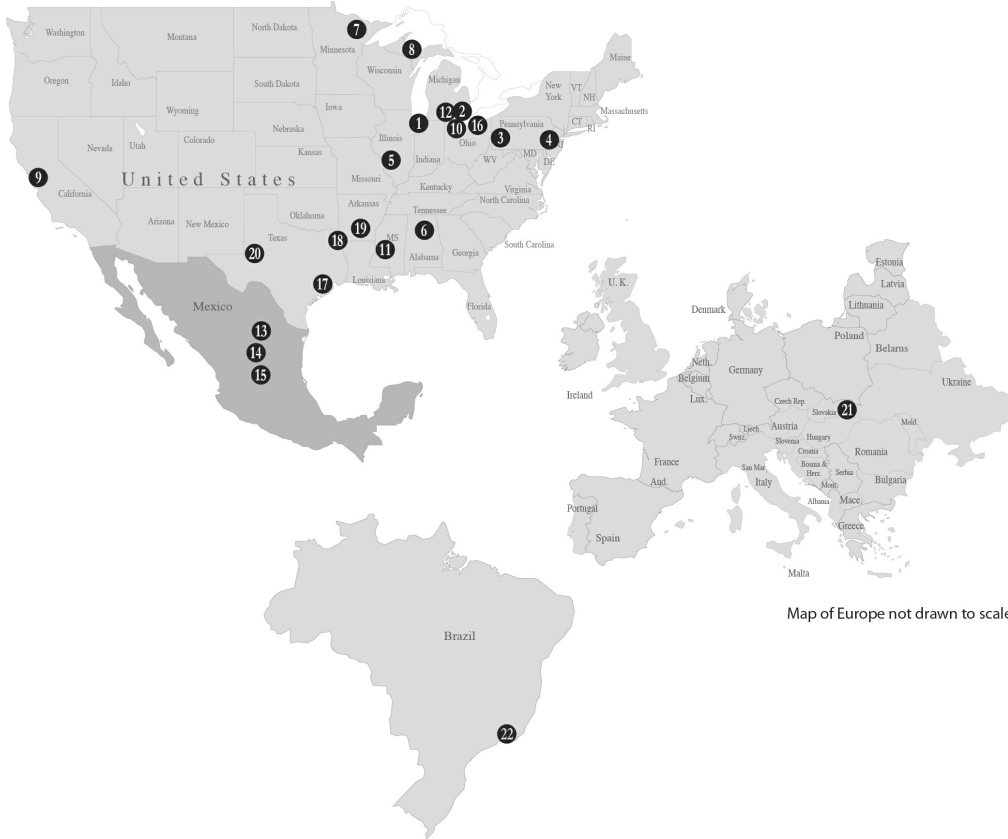 Washington
Montana
North Dakota
7
Minnesota
8
Maine
Oregon
Idaho
South Dakota
Wisconsin
Michigan
New
York
VT
NH
Wyoming
Iowa
12
2
Massachusetts
Nebraska
1
10
16
Pennsylvania
CT
RI
Nevada
Utah
Colorado
Illinois
Ohio
3
4
Kansas
5
Indiana
WV
MD
DE
9
United States
Missouri
California
Kentucky
Virginia
Arkansas
North Carolina
Oklahoma
Tennessee
Arizona
New Mexico
19
6
Texas
18
MS
11
South Carolina
20
Alabama
Georgia
17
Louisiana
Mexico
Florida
13
14
15
Estonia
U. K.
Latvia
Denmark
Lithuania
Poland
Belarus
Neth.
Germany
Belgium
Ukraine
Ireland
Lux.
Czech Rep.
Slovakia
21
Austria
Mold.
Liech.
Switz.
Slovenia
Hungary
Croatia
Romania
France
San Mar.
Bosnia &
Herz.
Serbia
And.
Italy
Mont.
Bulgaria
Albania
Mace.
Portugal
Spain
Greece
Malta
Map of Europe not drawn to scale
Brazil
22